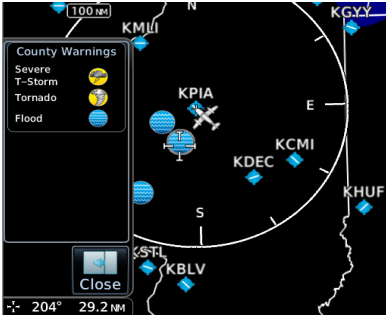 100 NM
N
KGYY
KMLI
County Warnings
Severe
T-Storm
Tornado
Flood
KPIA
E
KCMI
KDEC
KHUF
S
KSTL
KBLV
Close
204° 29.2 NM